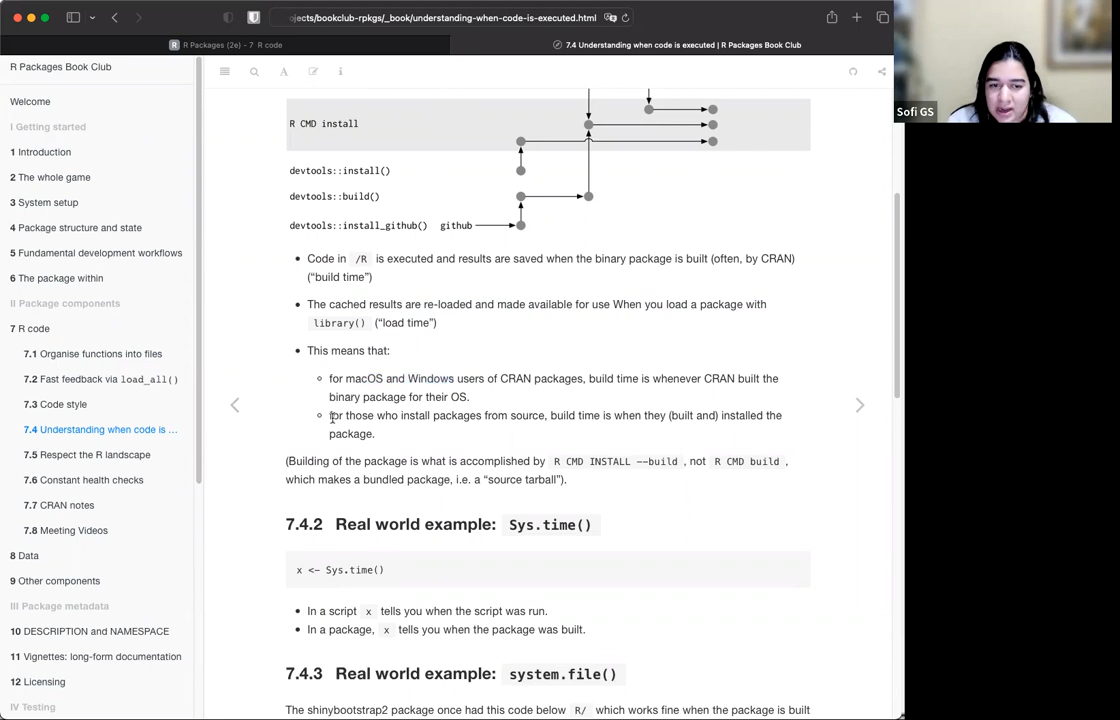 ojects/bookclub-rpkgs/_book/understanding-when-code-is-executed.html
R R Packages (2e) - 7 R code
7.4 Understanding when code is executed | R Packages Book Club
R Packages Book Club
Welcome
I Getting started
1 Introduction
2 The whole game
3 System setup
4 Package structure and state
5 Fundamental development workflows
6 The package within
II Package components
7 R code
7.1 Organise functions into files
7.2 Fast feedback via load_all()
7.3 Code style
7.4 Understanding when code is ...
7.5 Respect the R landscape
7.6 Constant health checks
7.7 CRAN notes
7.8 Meeting Videos
8 Data
9 Other components
III Package metadata
10 DESCRIPTION and NAMESPACE
11 Vignettes: long-form documentation
12 Licensing
IV Testing
R CMD install
devtools::install()
devtools::build()
devtools::install_github() github
• Code in /R is executed and results are saved when the binary package is built (often, by CRAN)
("build time")
• The cached results are re-loaded and made available for use When you load a package with
library() ("load time")
• This means that:
◦ for macOS and Windows users of CRAN packages, build time is whenever CRAN built the
binary package for their OS.
◦ for those who install packages from source, build time is when they (built and) installed the
package.
(Building of the package is what is accomplished by R CMD INSTALL --build, not R CMD build,
which makes a bundled package, i.e. a "source tarball").
7.4.2 Real world example: Sys.time()
x <- Sys.time()
• In a script x tells you when the script was run.
• In a package, x tells you when the package was built.
7.4.3 Real world example: system.file()
The shinybootstrap2 package once had this code below R/ which works fine when the package is built
Sofi GS